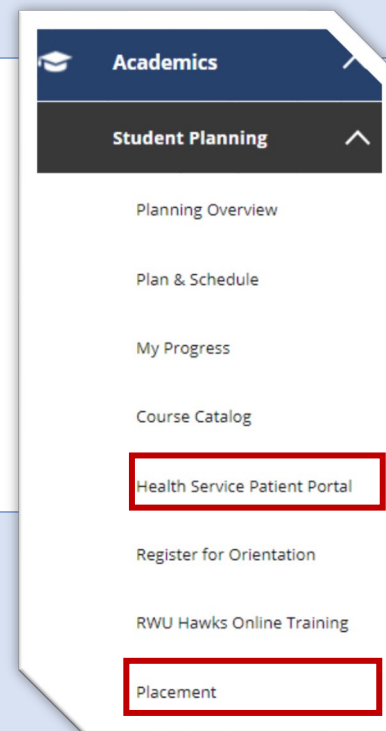 Academics
Student Planning
Planning Overview
Plan & Schedule
My Progress
Course Catalog
Health Service Patient Portal
Register for Orientation
RWU Hawks Online Training
Placement